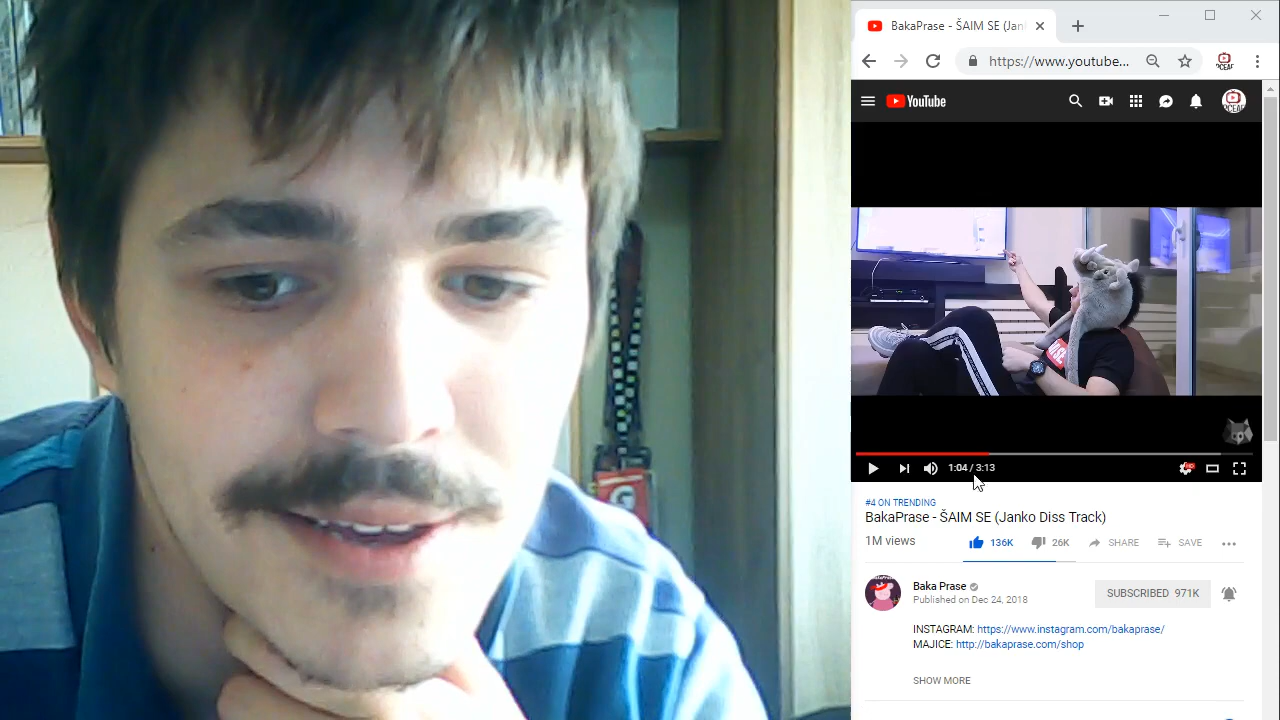 BakaPrase - ŠAIM SE (Jan
https://www.youtube...
YouTube
1:04 / 3:13
#4 ON TRENDING
BakaPrase - ŠAIM SE (Janko Diss Track)
1M views
136K
26K
SHARE
SAVE
Baka Prase
SUBSCRIBED 971K
Published on Dec 24, 2018
INSTAGRAM: https://www.instagram.com/bakaprase/
MAJICE: http://bakaprase.com/shop
SHOW MORE